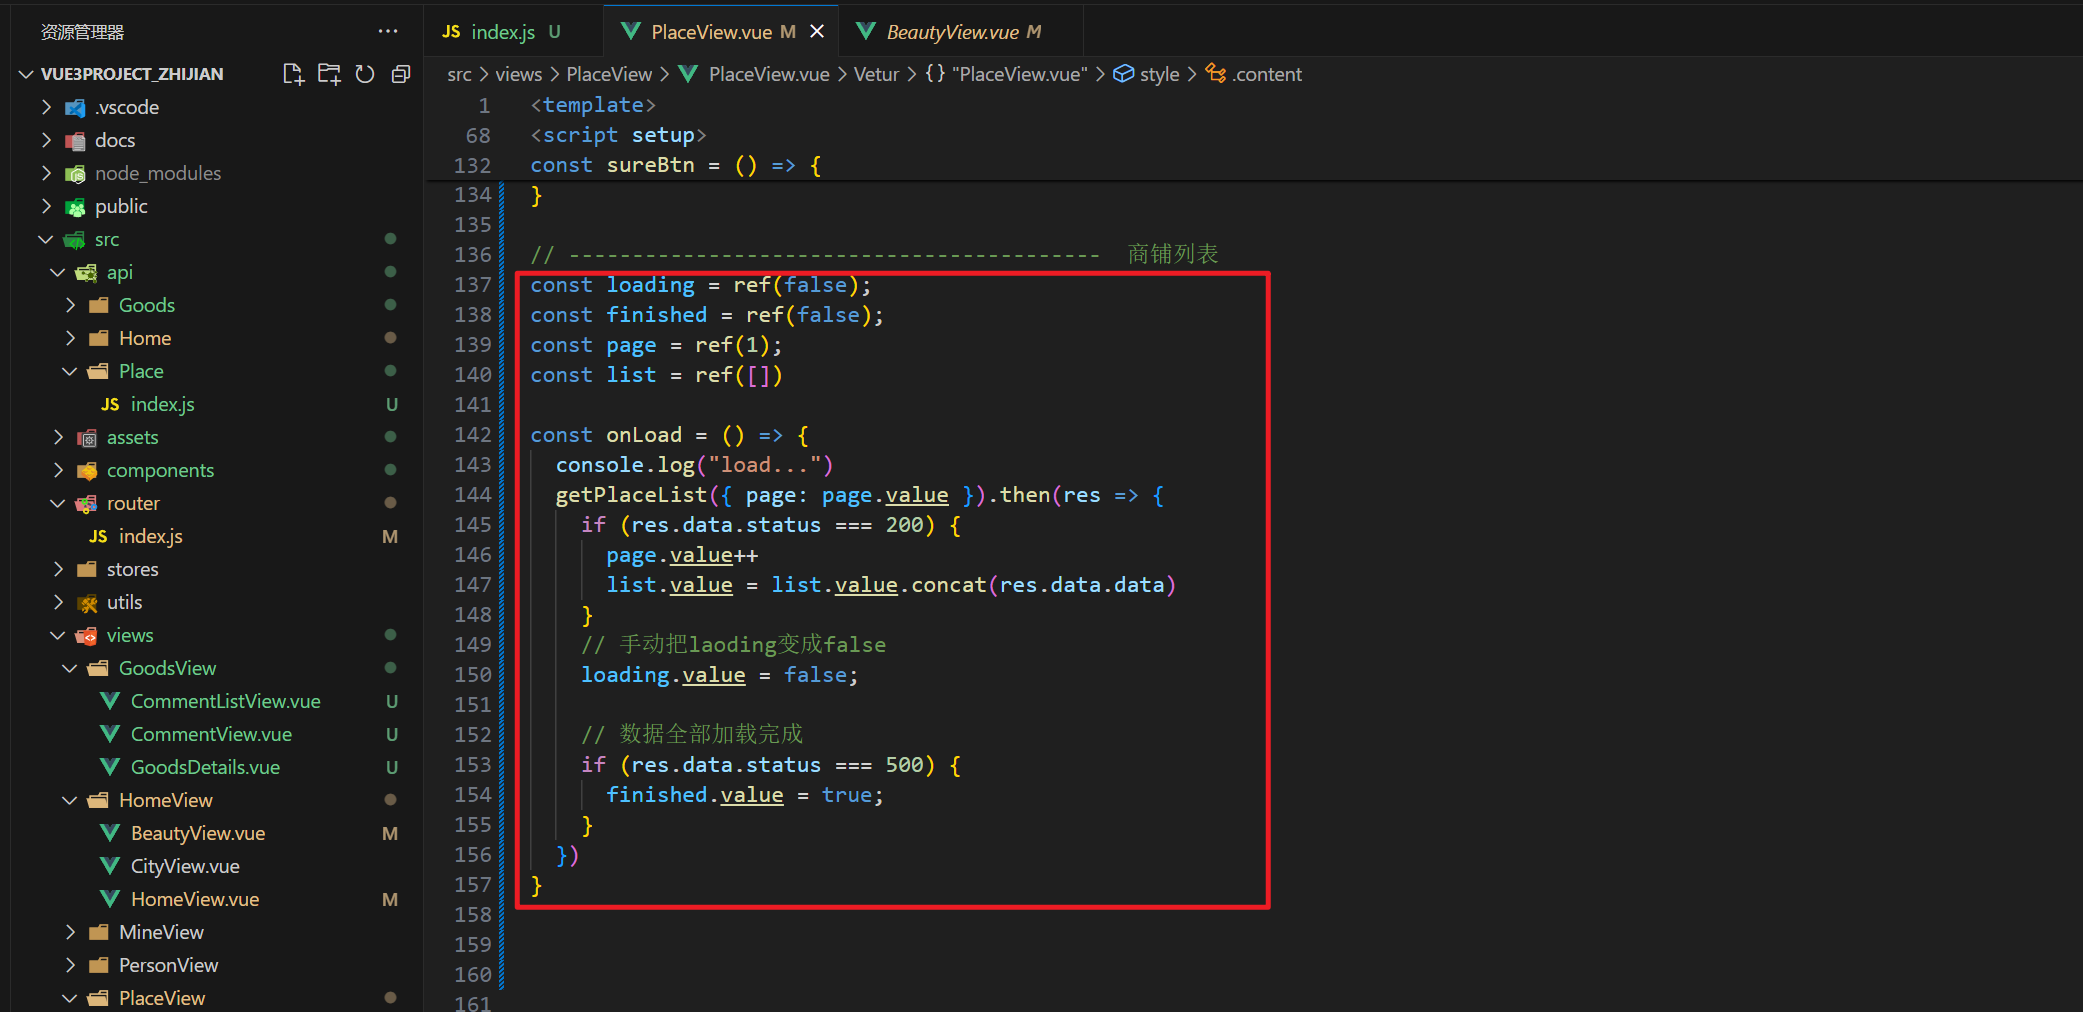 资源管理器
VUE3PROJECT_ZHIJIAN
.vscode
docs
node_modules
public
src
api
Goods
Home
Place
JS index.js U
assets
components
router
JS index.js M
stores
utils
views
GoodsView
CommentListView.vue U
CommentView.vue U
GoodsDetails.vue U
HomeView
BeautyView.vue M
CityView.vue
HomeView.vue M
MineView
PersonView
PlaceView
JS index.js U
PlaceView.vue M
BeautyView.vue M
src > views > PlaceView > PlaceView.vue > Vetur > {} "PlaceView.vue" > style > .content
1 <template>
68 <script setup>
132 const sureBtn = () => {
134 }
135
136 // ------------------------------------------ 商铺列表
137 const loading = ref(false);
138 const finished = ref(false);
139 const page = ref(1);
140 const list = ref([])
141
142 const onLoad = () => {
143 console.log("load...")
144 getPlaceList({ page: page.value }).then(res => {
145 if (res.data.status === 200) {
146 page.value++
147 list.value = list.value.concat(res.data.data)
148 }
149 // 手动把laoding变成false
150 loading.value = false;
151
152 // 数据全部加载完成
153 if (res.data.status === 500) {
154 finished.value = true;
155 }
156 })
157 }
158
159
160
161